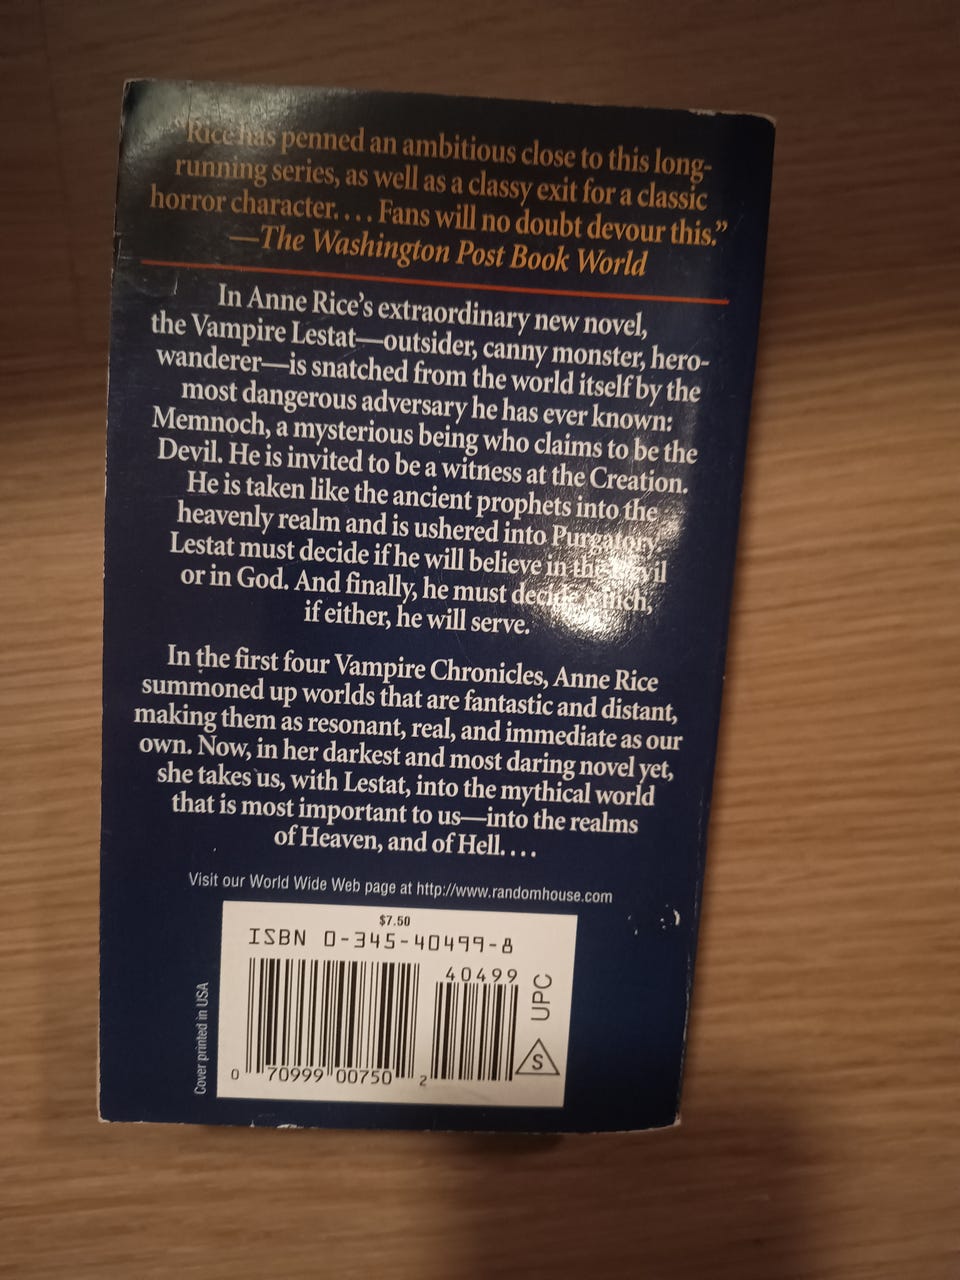 "Rice has penned an ambitious close to this long-
running series, as well as a classy exit for a classic
horror character.... Fans will no doubt devour this."
—The Washington Post Book World
In Anne Rice's extraordinary new novel,
the Vampire Lestat—outsider, canny monster, hero-
wanderer—is snatched from the world itself by the
most dangerous adversary he has ever known:
Memnoch, a mysterious being who claims to be the
Devil. He is invited to be a witness at the Creation.
He is taken like the ancient prophets into the
heavenly realm and is ushered into Purgatory.
Lestat must decide if he will believe in the Devil
or in God. And finally, he must decide which,
if either, he will serve.
In the first four Vampire Chronicles, Anne Rice
summoned up worlds that are fantastic and distant,
making them as resonant, real, and immediate as our
own. Now, in her darkest and most daring novel yet,
she takes us, with Lestat, into the mythical world
that is most important to us—into the realms
of Heaven, and of Hell....
Visit our World Wide Web page at http://www.randomhouse.com
$7.50
ISBN 0-345-40499-8
40499
UPC
S
0 70999 00750 2
Cover printed in USA